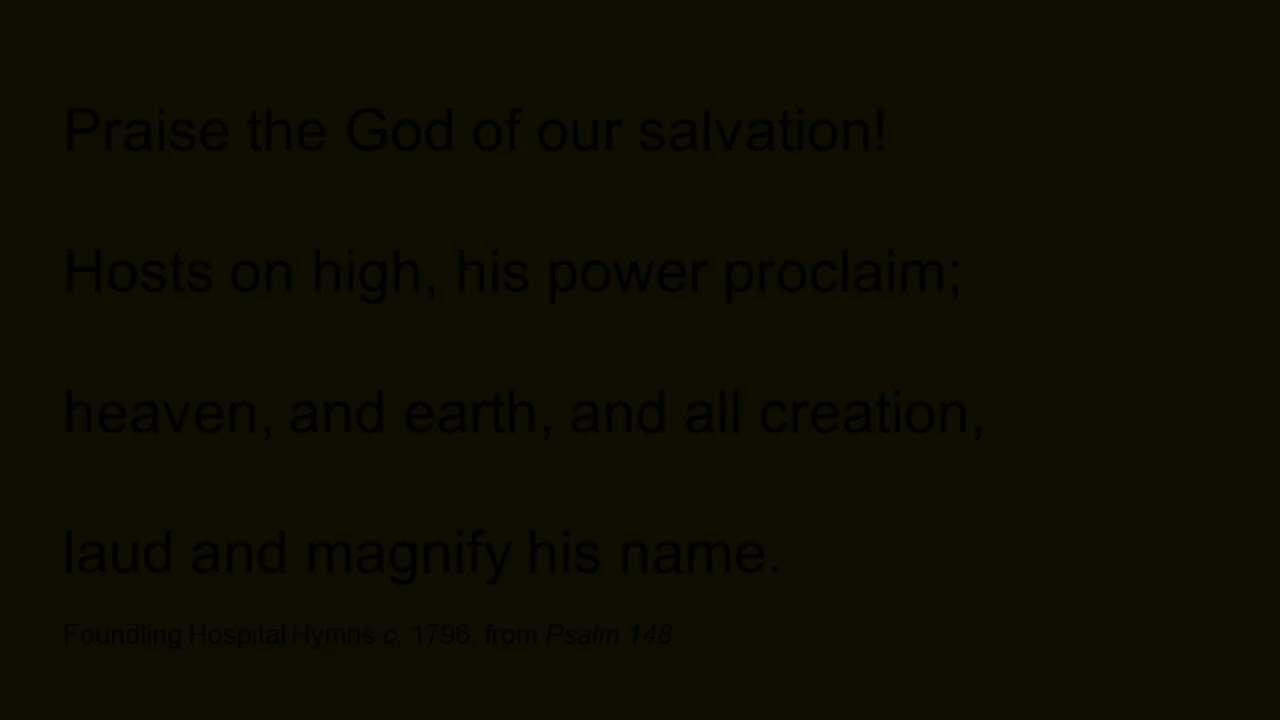 Praise the God of our salvation!
Hosts on high, his power proclaim;
heaven, and earth, and all creation,
laud and magnify his name.
Foundling Hospital Hymns c. 1796, from Psalm 148